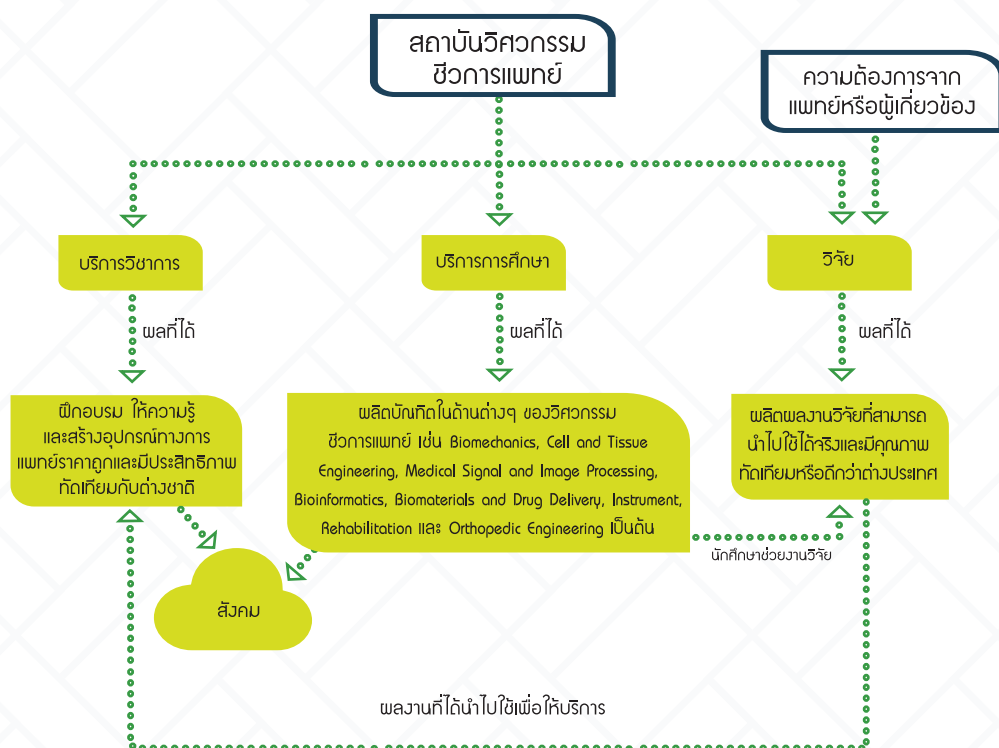 สถาบันวิศวกรรม
ชีวการแพทย์
ความต้องการจาก
แพทย์หรือผู้เกี่ยวข้อง
บริการวิชาการ
บริการการศึกษา
วิจัย
ผลที่ได้
ผลที่ได้
ผลที่ได้
ฝึกอบรม ให้ความรู้
และสร้างอุปกรณ์ทางการ
แพทย์ราคาถูกและมีประสิทธิภาพ
ทัดเทียมกับต่างชาติ
ผลิตบัณฑิตในด้านต่างๆ ของวิศวกรรม
ชีวการแพทย์ เช่น Biomechanics, Cell and Tissue
Engineering, Medical Signal and Image Processing,
Bioinformatics, Biomaterials and Drug Delivery, Instrument,
Rehabilitation และ Orthopedic Engineering เป็นต้น
ผลิตผลงานวิจัยที่สามารถ
นำไปใช้ได้จริงและมีคุณภาพ
ทัดเทียมหรือดีกว่าต่างประเทศ
นักศึกษาช่วยงานวิจัย
สังคม
ผลงานที่ได้นำไปใช้เพื่อให้บริการ